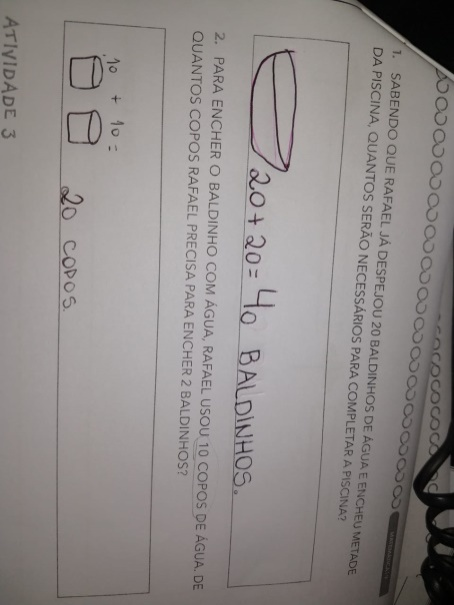 1. SABENDO QUE RAFAEL JÁ DESPEJOU 20 BALDINHOS DE ÁGUA E ENCHEU METADE
DA PISCINA, QUANTOS SERÃO NECESSÁRIOS PARA COMPLETAR A PISCINA?
20+20= 40 BALDINHOS.
2. PARA ENCHER O BALDINHO COM ÁGUA, RAFAEL USOU 10 COPOS DE ÁGUA. DE
QUANTOS COPOS RAFAEL PRECISA PARA ENCHER 2 BALDINHOS?
10 + 10 =
20 COPOS.
ATIVIDADE 3